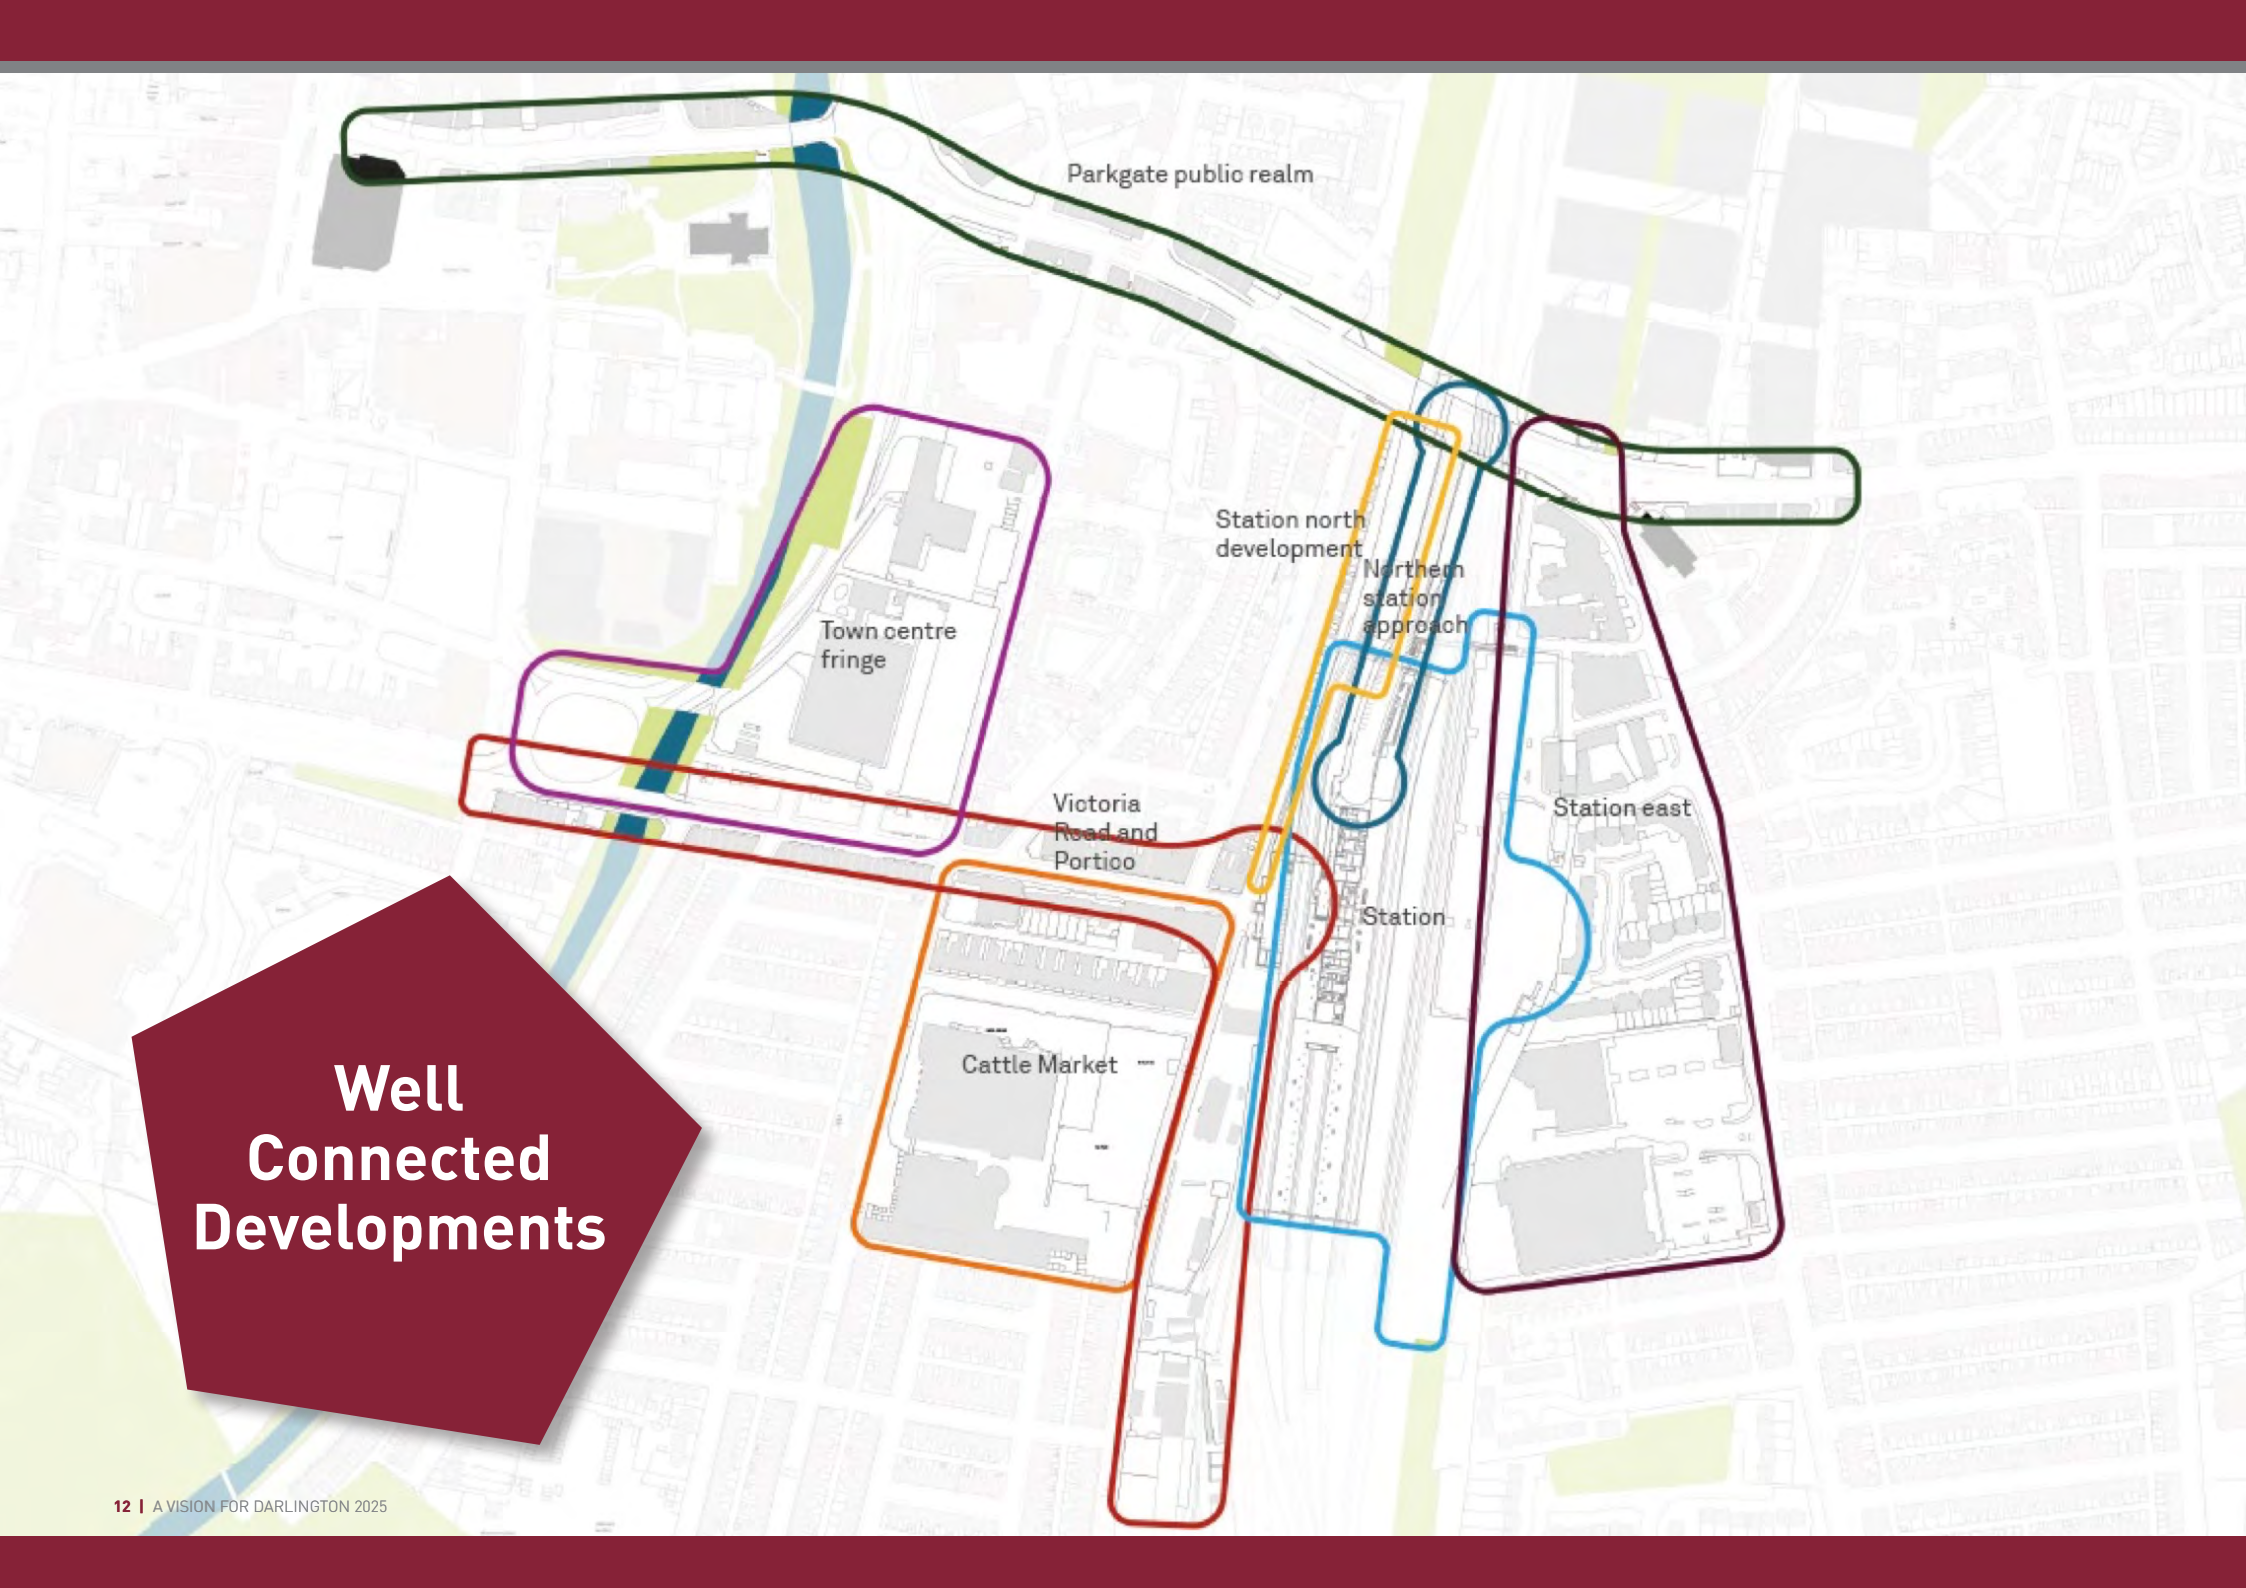 Parkgate public realm
Station north
development
Northern
station
approach
Town centre
fringe
Victoria
Road and
Portico
Station east
Station
Cattle Market
Well
Connected
Developments
12 | A VISION FOR DARLINGTON 2025